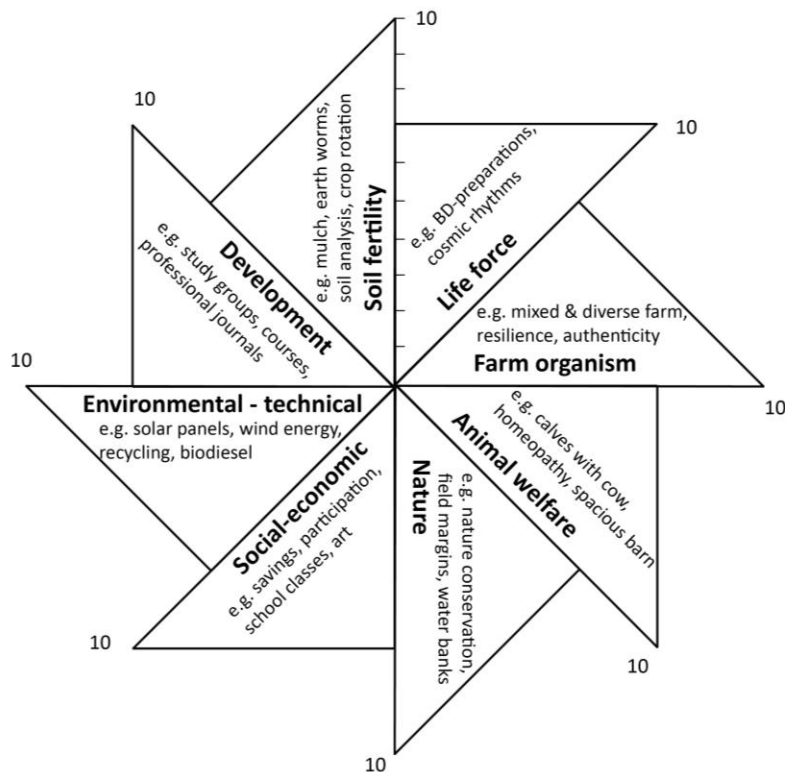 10
Soil fertility
e.g. mulch, earth worms,
soil analysis, crop rotation
10
Life force
e.g. BD-preparations,
cosmic rhythms
10
Farm organism
e.g. mixed & diverse farm,
resilience, authenticity
10
Animal welfare
e.g. calves with cow,
homeopathy, spacious barn
10
Nature
e.g. nature conservation,
field margins, water banks
10
Social-economic
e.g. savings, participation,
school classes, art
10
Environmental - technical
e.g. solar panels, wind energy,
recycling, biodiesel
10
Development
e.g. study groups, courses,
professional journals